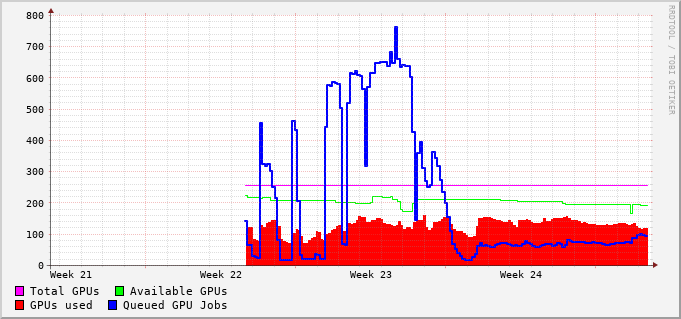 800
700
600
500
400
300
200
100
0
Week 21 Week 22 Week 23 Week 24
Total GPUs Available GPUs
GPUs used Queued GPU Jobs
RRDTOOL / TOBI OETIKER